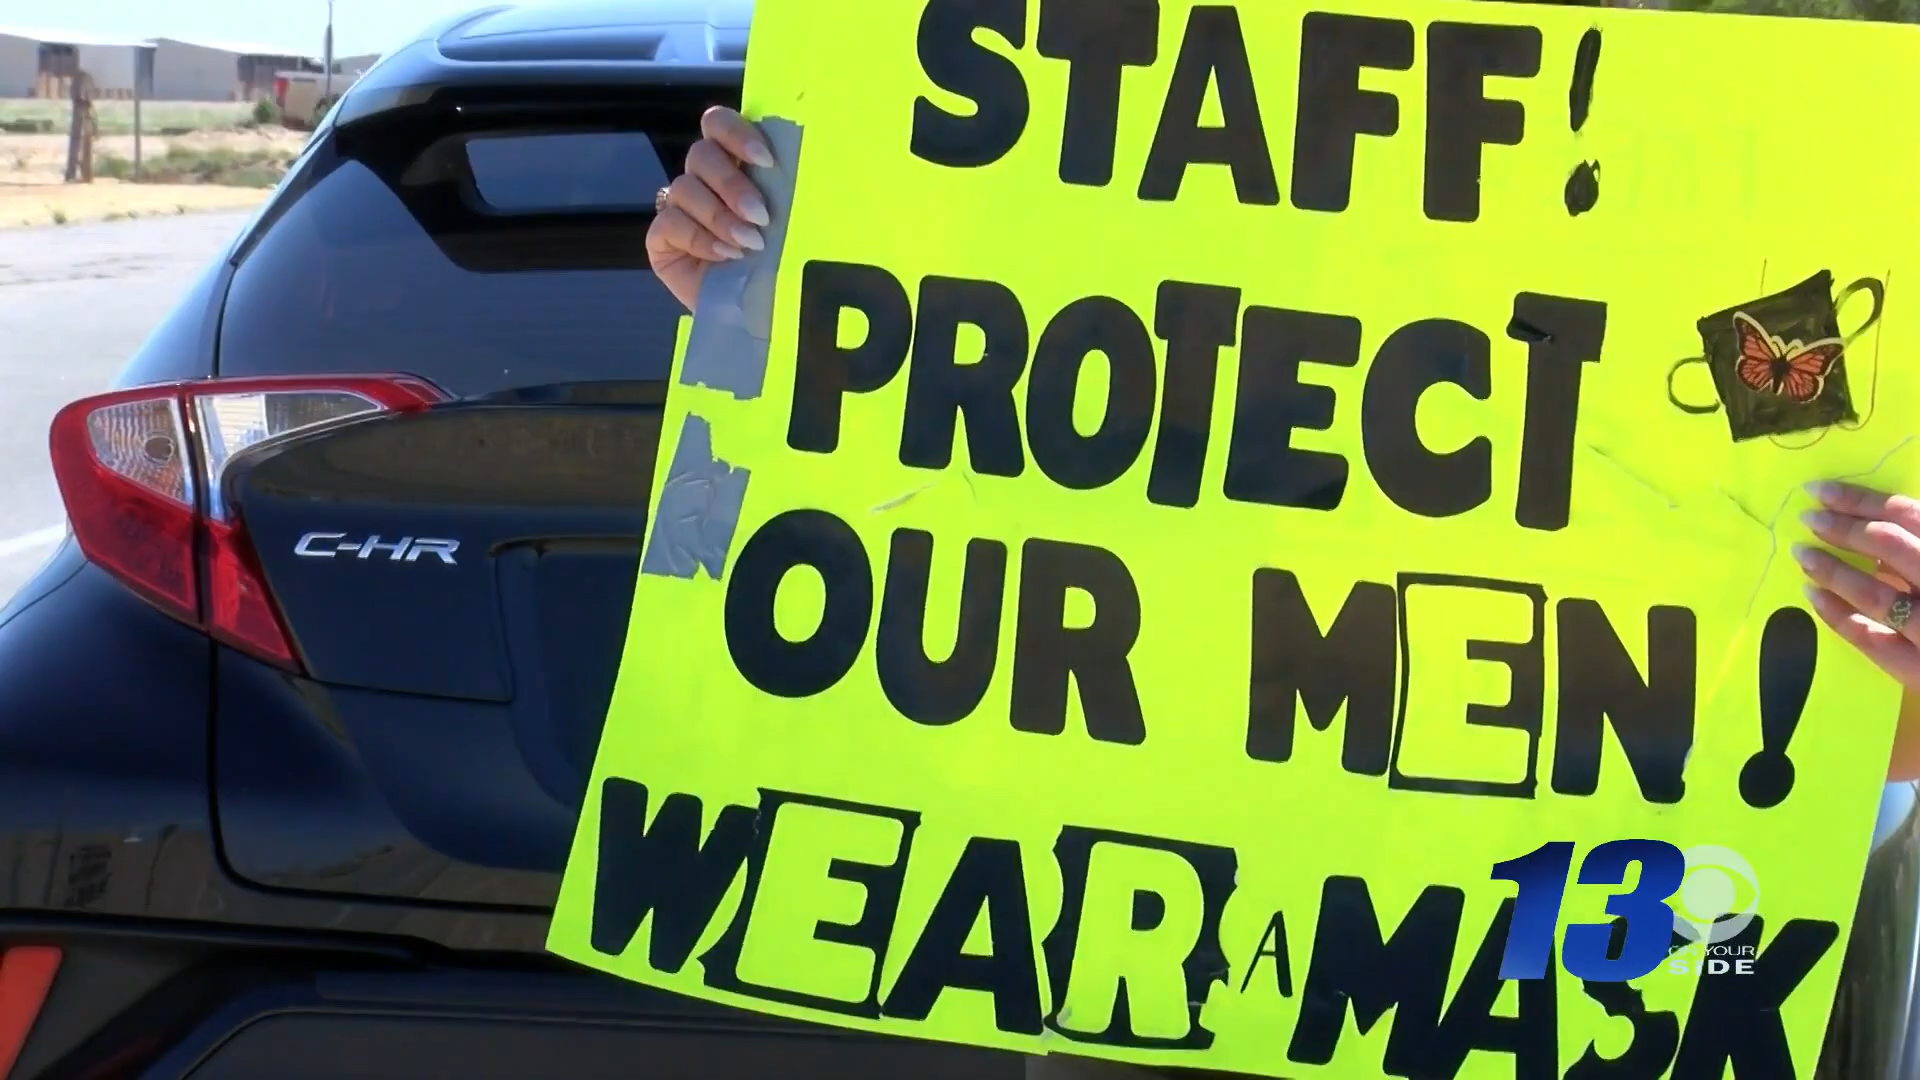 STAFF!
PROTECT
OUR MEN!
WEAR A MASK
C-HR
13
ON YOUR
SIDE